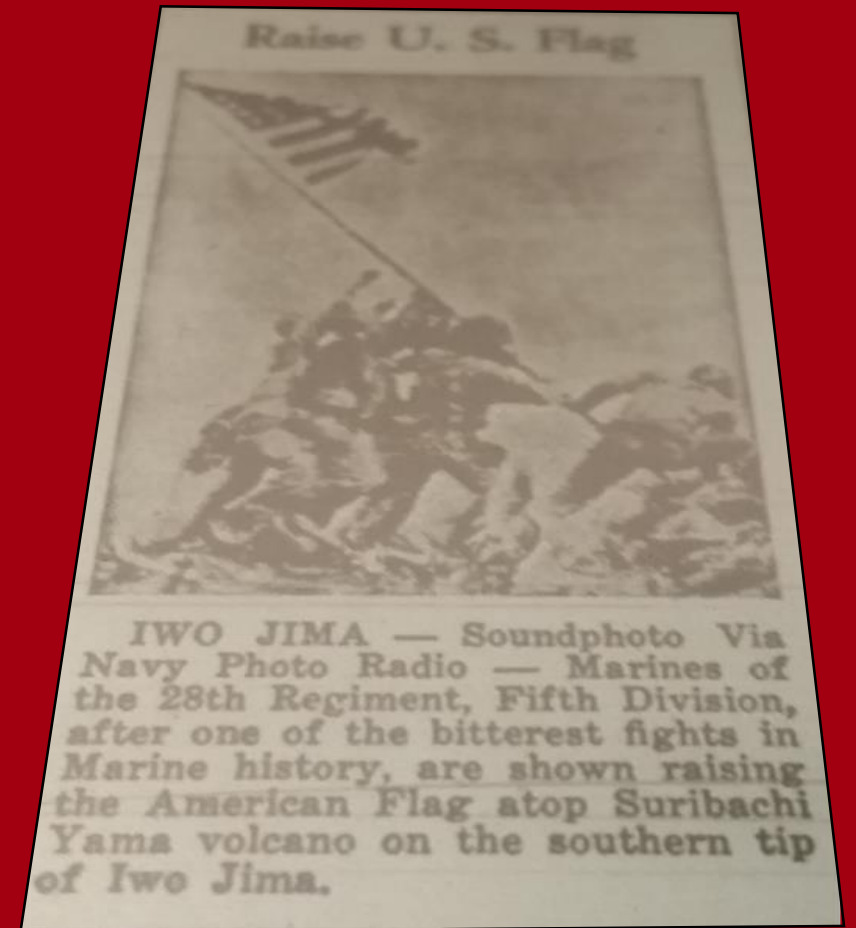 Raise U. S. Flag
IWO JIMA — Soundphoto Via
Navy Photo Radio — Marines of
the 28th Regiment, Fifth Division,
after one of the bitterest fights in
Marine history, are shown raising
the American Flag atop Suribachi
Yama volcano on the southern tip
of Iwo Jima.